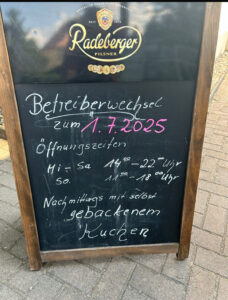 Radeberger
PILSNER
Betreiberwechsel
zum 1.7.2025
Öffnungszeiten
Mi - Sa 14⁰⁰ - 22⁰⁰ Uhr
So. 11⁰⁰ - 18⁰⁰ Uhr
Nachmittags mit selbst
gebackenem
Kuchen